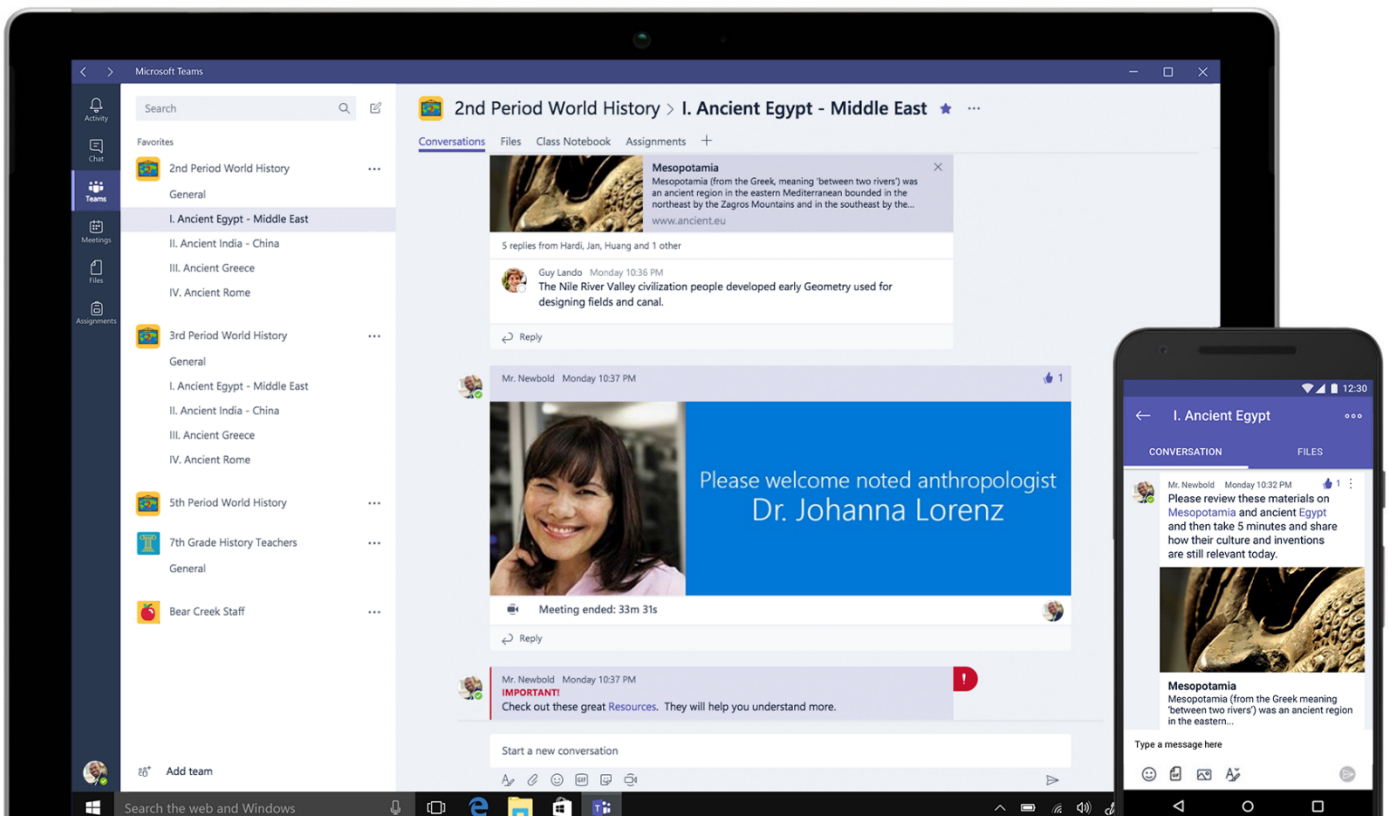 Microsoft Teams
Activity
Chat
Teams
Meetings
Files
Assignments
Search
Favorites
2nd Period World History
General
I. Ancient Egypt - Middle East
II. Ancient India - China
III. Ancient Greece
IV. Ancient Rome
3rd Period World History
General
I. Ancient Egypt - Middle East
II. Ancient India - China
III. Ancient Greece
IV. Ancient Rome
5th Period World History
7th Grade History Teachers
General
Bear Creek Staff
Add team
2nd Period World History > I. Ancient Egypt - Middle East
Conversations Files Class Notebook Assignments
Mesopotamia
Mesopotamia (from the Greek, meaning 'between two rivers') was
an ancient region in the eastern Mediterranean bounded in the
northeast by the Zagros Mountains and in the southeast by the...
www.ancient.eu
5 replies from Hardi, Jan, Huang and 1 other
Guy Lando Monday 10:36 PM
The Nile River Valley civilization people developed early Geometry used for
designing fields and canal.
Reply
Mr. Newbold Monday 10:37 PM 1
Please welcome noted anthropologist
Dr. Johanna Lorenz
Meeting ended: 33m 31s
Reply
Mr. Newbold Monday 10:37 PM
IMPORTANT!
Check out these great Resources. They will help you understand more.
Start a new conversation
GIF
Search the web and Windows
12:30
I. Ancient Egypt
CONVERSATION FILES
Mr. Newbold Monday 10:32 PM 1
Please review these materials on
Mesopotamia and ancient Egypt
and then take 5 minutes and share
how their culture and inventions
are still relevant today.
Mesopotamia
Mesopotamia (from the Greek meaning
'between two rivers') was an ancient region
in the eastern...
Type a message here
GIF